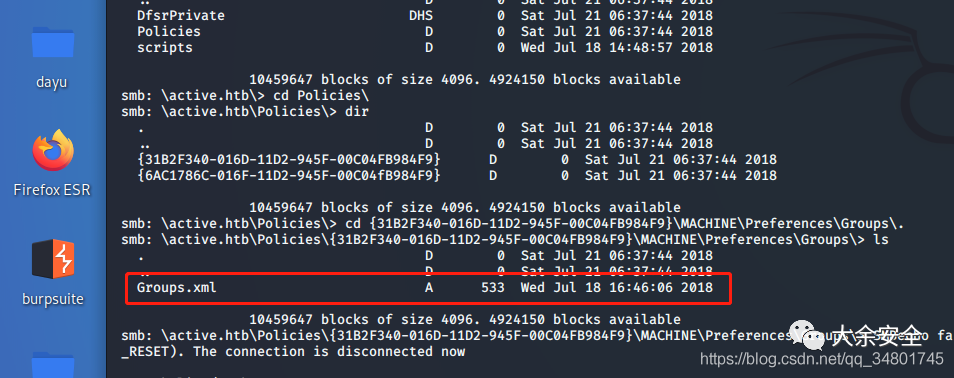 ..
DfsrPrivate DHS 0 Sat Jul 21 06:37:44 2018
Policies D 0 Sat Jul 21 06:37:44 2018
scripts D 0 Wed Jul 18 14:48:57 2018
10459647 blocks of size 4096. 4924150 blocks available
smb: \active.htb\> cd Policies\
smb: \active.htb\Policies\> dir
. D 0 Sat Jul 21 06:37:44 2018
.. D 0 Sat Jul 21 06:37:44 2018
{31B2F340-016D-11D2-945F-00C04FB984F9} D 0 Sat Jul 21 06:37:44 2018
{6AC1786C-016F-11D2-945F-00C04fB984F9} D 0 Sat Jul 21 06:37:44 2018
10459647 blocks of size 4096. 4924150 blocks available
smb: \active.htb\Policies\> cd {31B2F340-016D-11D2-945F-00C04FB984F9}\MACHINE\Preferences\Groups\.
smb: \active.htb\Policies\{31B2F340-016D-11D2-945F-00C04FB984F9}\MACHINE\Preferences\Groups\> ls
. D 0 Sat Jul 21 06:37:44 2018
.. D 0 Sat Jul 21 06:37:44 2018
Groups.xml A 533 Wed Jul 18 16:46:06 2018
10459647 blocks of size 4096. 4924150 blocks available
smb: \active.htb\Policies\{31B2F340-016D-11D2-945F-00C04FB984F9}\MACHINE\Preferences\Groups\> fa
_RESET). The connection is disconnected now
dayu
Firefox ESR
burpsuite
大余安全
https://blog.csdn.net/qq_34801745